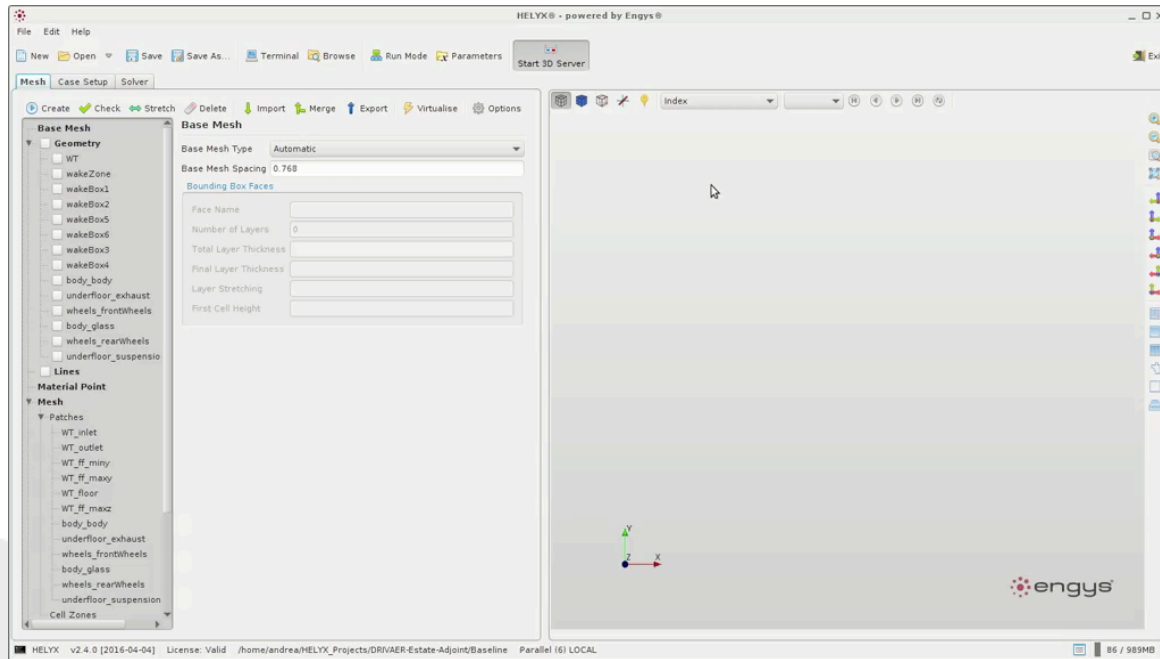 HELYX® - powered by Engys®
File Edit Help
New Open Save Save As... Terminal Browse Run Mode Parameters Start 3D Server Exi
Mesh Case Setup Solver
Create Check Stretch Delete Import Merge Export Virtualise Options
Index
Base Mesh
Geometry
WT
wakeZone
wakeBox1
wakeBox2
wakeBox5
wakeBox6
wakeBox3
wakeBox4
body_body
underfloor_exhaust
wheels_frontWheels
body_glass
wheels_rearWheels
underfloor_suspensio
Lines
Material Point
Mesh
Patches
WT_inlet
WT_outlet
WT_ff_miny
WT_ff_maxy
WT_floor
WT_ff_maxz
body_body
underfloor_exhaust
wheels_frontWheels
body_glass
wheels_rearWheels
underfloor_suspension
Cell Zones
Base Mesh
Base Mesh Type Automatic
Base Mesh Spacing 0.768
Bounding Box Faces
Face Name
Number of Layers 0
Total Layer Thickness
Final Layer Thickness
Layer Stretching
First Cell Height
Y
Z X
engys
HELYX v2.4.0 [2016-04-04] License: Valid /home/andrea/HELYX_Projects/DRIVAER-Estate-Adjoint/Baseline Parallel (6) LOCAL 86 / 989MB